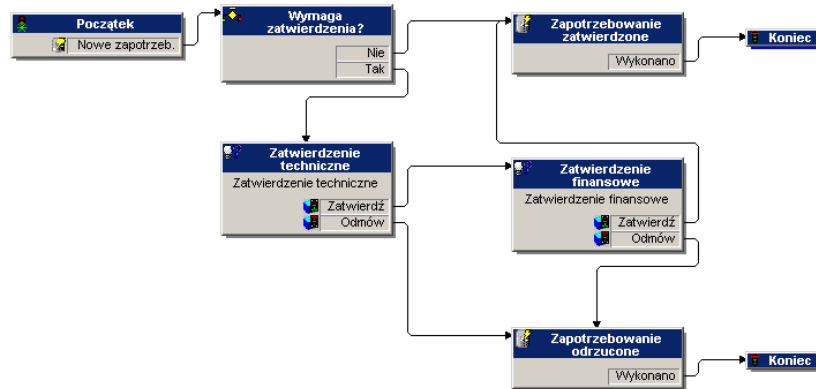 Początek
Nowe zapotrzeb.
Wymaga
zatwierdzenia?
Nie
Tak
Zapotrzebowanie
zatwierdzone
Wykonano
Koniec
Zatwierdzenie
techniczne
Zatwierdzenie techniczne
Zatwierdź
Odmów
Zatwierdzenie
finansowe
Zatwierdzenie finansowe
Zatwierdź
Odmów
Zapotrzebowanie
odrzucone
Wykonano
Koniec